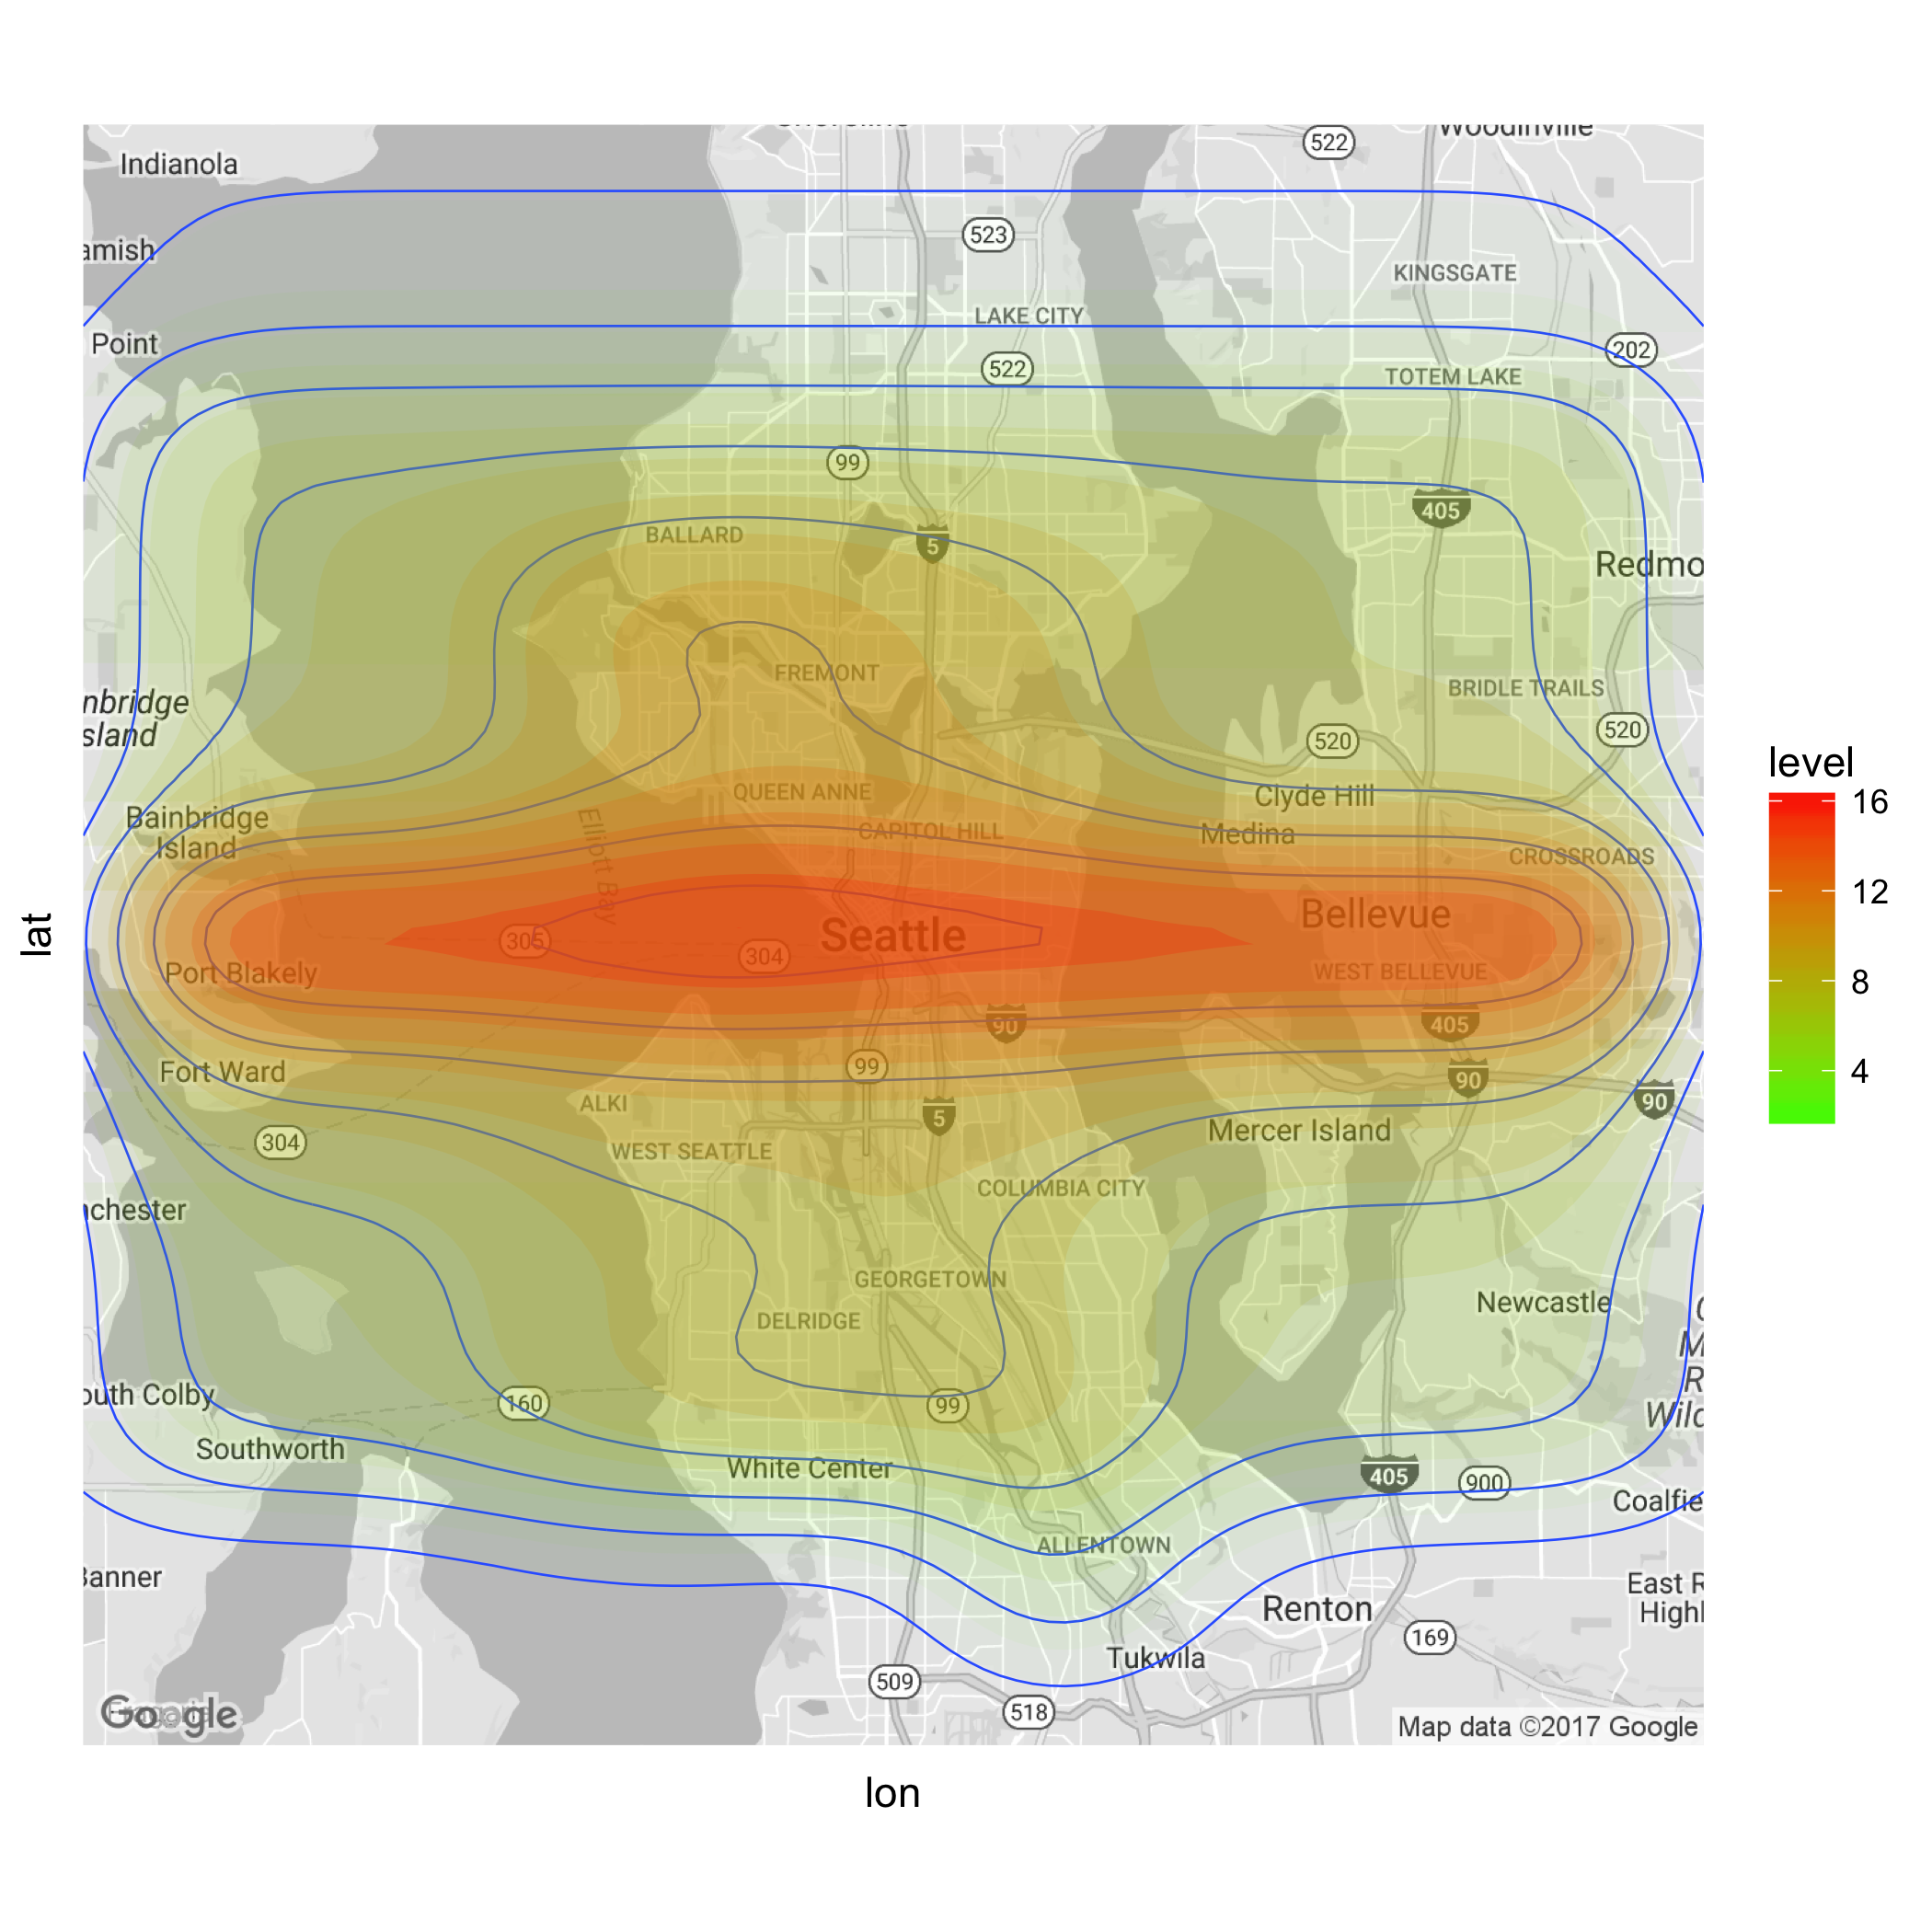 Woodinville
522
Indianola
523
amish
KINGSGATE
LAKE CITY
Point
202
522
TOTEM LAKE
99
405
BALLARD
5
Redmo
FREMONT
BRIDLE TRAILS
nbridge
sland
520
520
QUEEN ANNE
Clyde Hill
Bainbridge
Island
Elliott Bay
CAPITOL HILL
Medina
CROSSROADS
305
304
Seattle
Bellevue
Port Blakely
WEST BELLEVUE
90
405
Fort Ward
99
90
90
ALKI
5
304
WEST SEATTLE
Mercer Island
COLUMBIA CITY
nchester
GEORGETOWN
Newcastle
DELRIDGE
M
R
Wild
outh Colby
160
99
Southworth
White Center
405
900
Coalfie
ALLENTOWN
Banner
East R
Highl
Renton
169
Tukwila
509
518
Google
Map data ©2017 Google
lat
lon
level
16
12
8
4